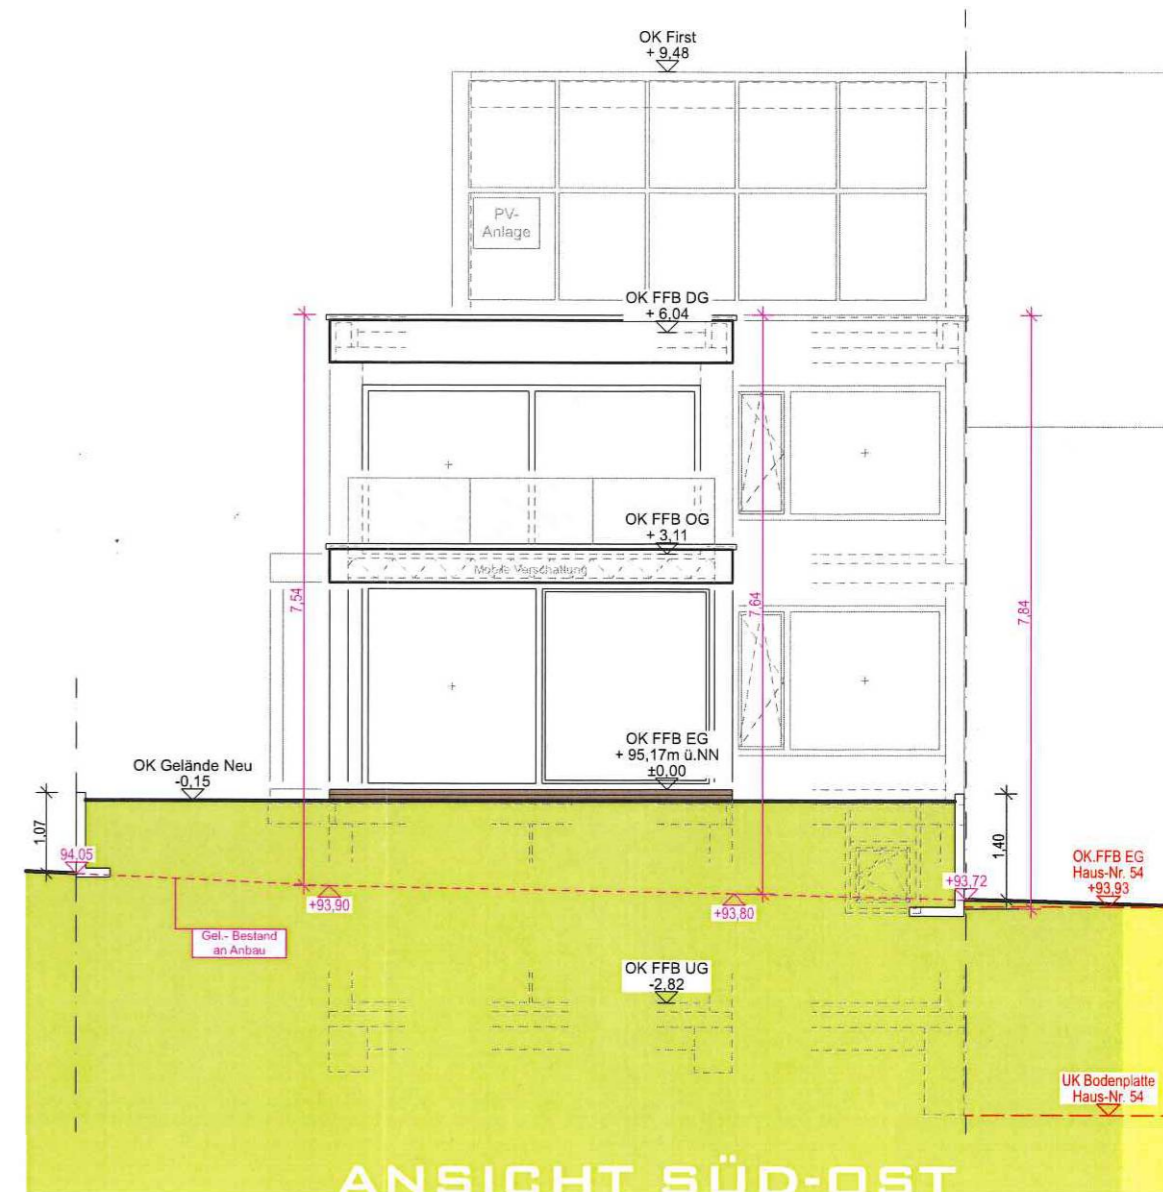 OK First
+ 9,48
PV-
Anlage
OK FFB DG
+ 6,04
OK FFB OG
+ 3,11
Mobile Verschattung
7,54
7,64
7,84
OK FFB EG
+ 95,17m ü.NN
±0,00
OK Gelände Neu
-0,15
1,07
94,05
1,40
OK.FFB EG
Haus-Nr. 54
+93,93
+93,72
+93,90
+93,80
Gel.- Bestand
an Anbau
OK FFB UG
-2,82
UK Bodenplatte
Haus-Nr. 54
ANSICHT SÜD-OST